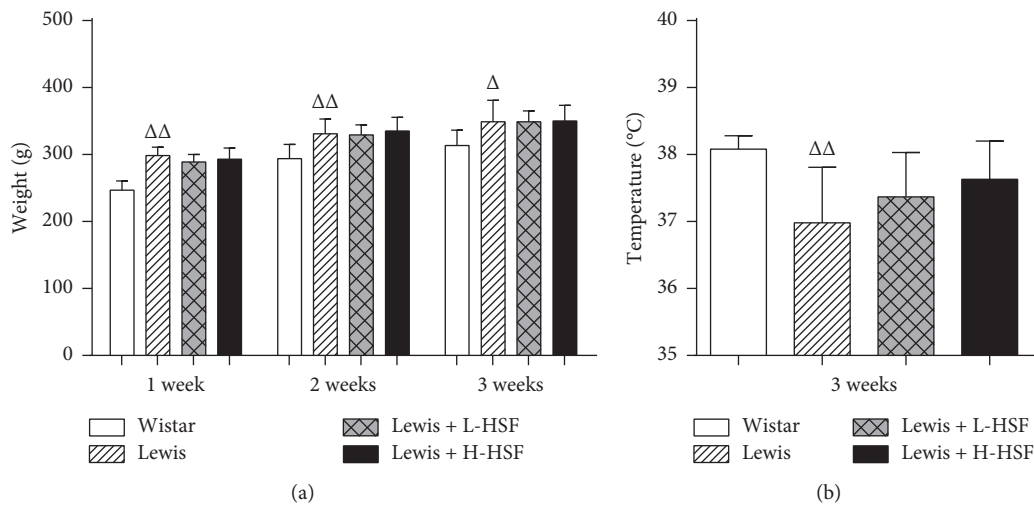 500
400
300
200
100
0
Weight (g)
ΔΔ
ΔΔ
Δ
1 week
2 weeks
3 weeks
Wistar
Lewis + L-HSF
Lewis
Lewis + H-HSF
(a)
40
39
38
37
36
35
Temperature (°C)
ΔΔ
3 weeks
Wistar
Lewis + L-HSF
Lewis
Lewis + H-HSF
(b)